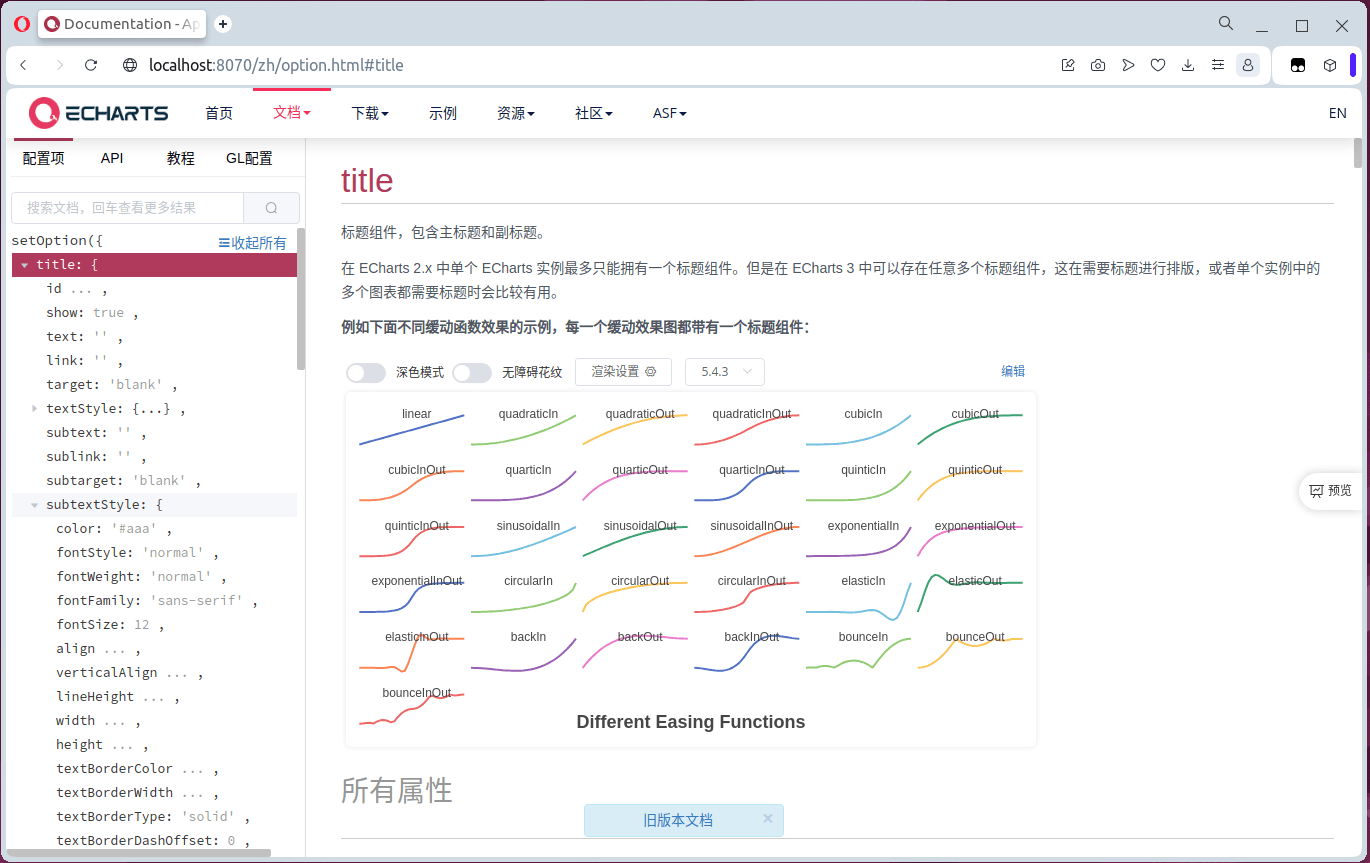 Documentation - Ap
localhost:8070/zh/option.html#title
ECHARTS 首页 文档 下载 示例 资源 社区 ASF EN
配置项 API 教程 GL配置
搜索文档，回车查看更多结果
setOption({ 收起所有
title: {
id ... ,
show: true ,
text: '' ,
link: '' ,
target: 'blank' ,
textStyle: {...} ,
subtext: '' ,
sublink: '' ,
subtarget: 'blank' ,
subtextStyle: {
color: '#aaa' ,
fontStyle: 'normal' ,
fontWeight: 'normal' ,
fontFamily: 'sans-serif' ,
fontSize: 12 ,
align ... ,
verticalAlign ... ,
lineHeight ... ,
width ... ,
height ... ,
textBorderColor ... ,
textBorderWidth ... ,
textBorderType: 'solid' ,
textBorderDashOffset: 0 ,
title
标题组件，包含主标题和副标题。
在 ECharts 2.x 中单个 ECharts 实例最多只能拥有一个标题组件。但是在 ECharts 3 中可以存在任意多个标题组件，这在需要标题进行排版，或者单个实例中的
多个图表都需要标题时会比较有用。
例如下面不同缓动函数效果的示例，每一个缓动效果图都带有一个标题组件：
深色模式 无障碍花纹 渲染设置 5.4.3 编辑
linear quadraticIn quadraticOut quadraticInOut cubicIn cubicOut
cubicInOut quarticIn quarticOut quarticInOut quinticIn quinticOut
quinticInOut sinusoidalIn sinusoidalOut sinusoidalInOut exponentialIn exponentialOut
exponentialInOut circularIn circularOut circularInOut elasticIn elasticOut
elasticInOut backIn backOut backInOut bounceIn bounceOut
bounceInOut
Different Easing Functions
预览
所有属性
旧版本文档 ×